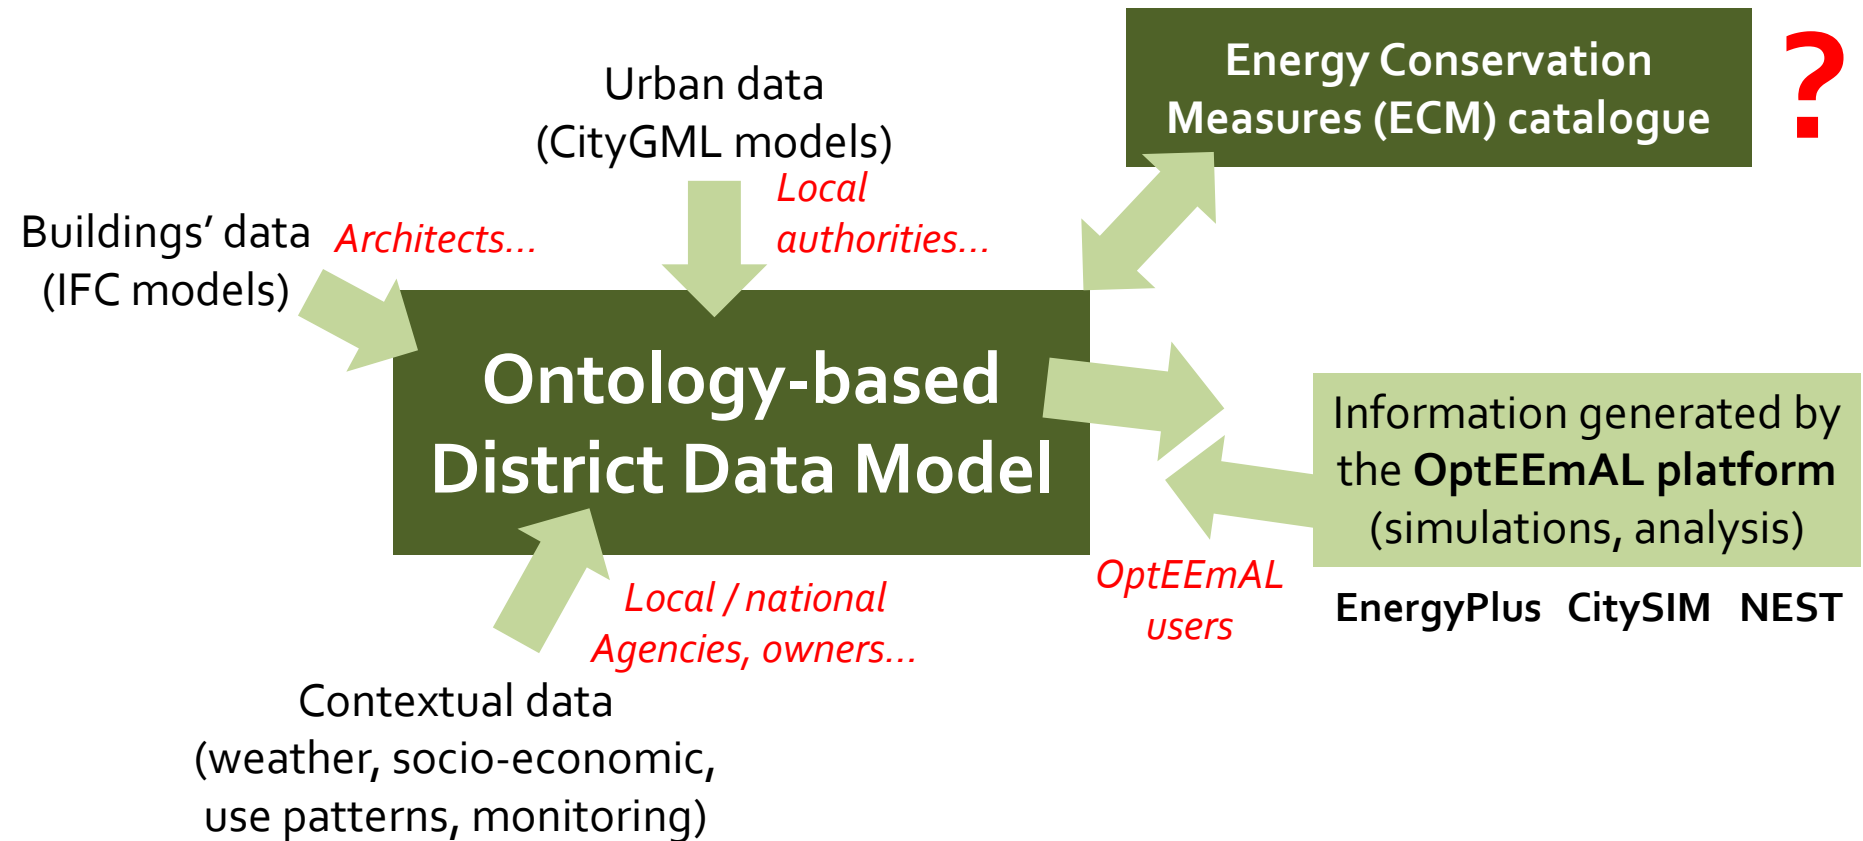 Urban data
(CityGML models)
Energy Conservation
Measures (ECM) catalogue
?
Local
authorities...
Buildings’ data
(IFC models)
Architects...
Ontology-based
District Data Model
Information generated by
the OptEEmAL platform
(simulations, analysis)
EnergyPlus CitySIM NEST
OptEEmAL
users
Local / national
Agencies, owners...
Contextual data
(weather, socio-economic,
use patterns, monitoring)